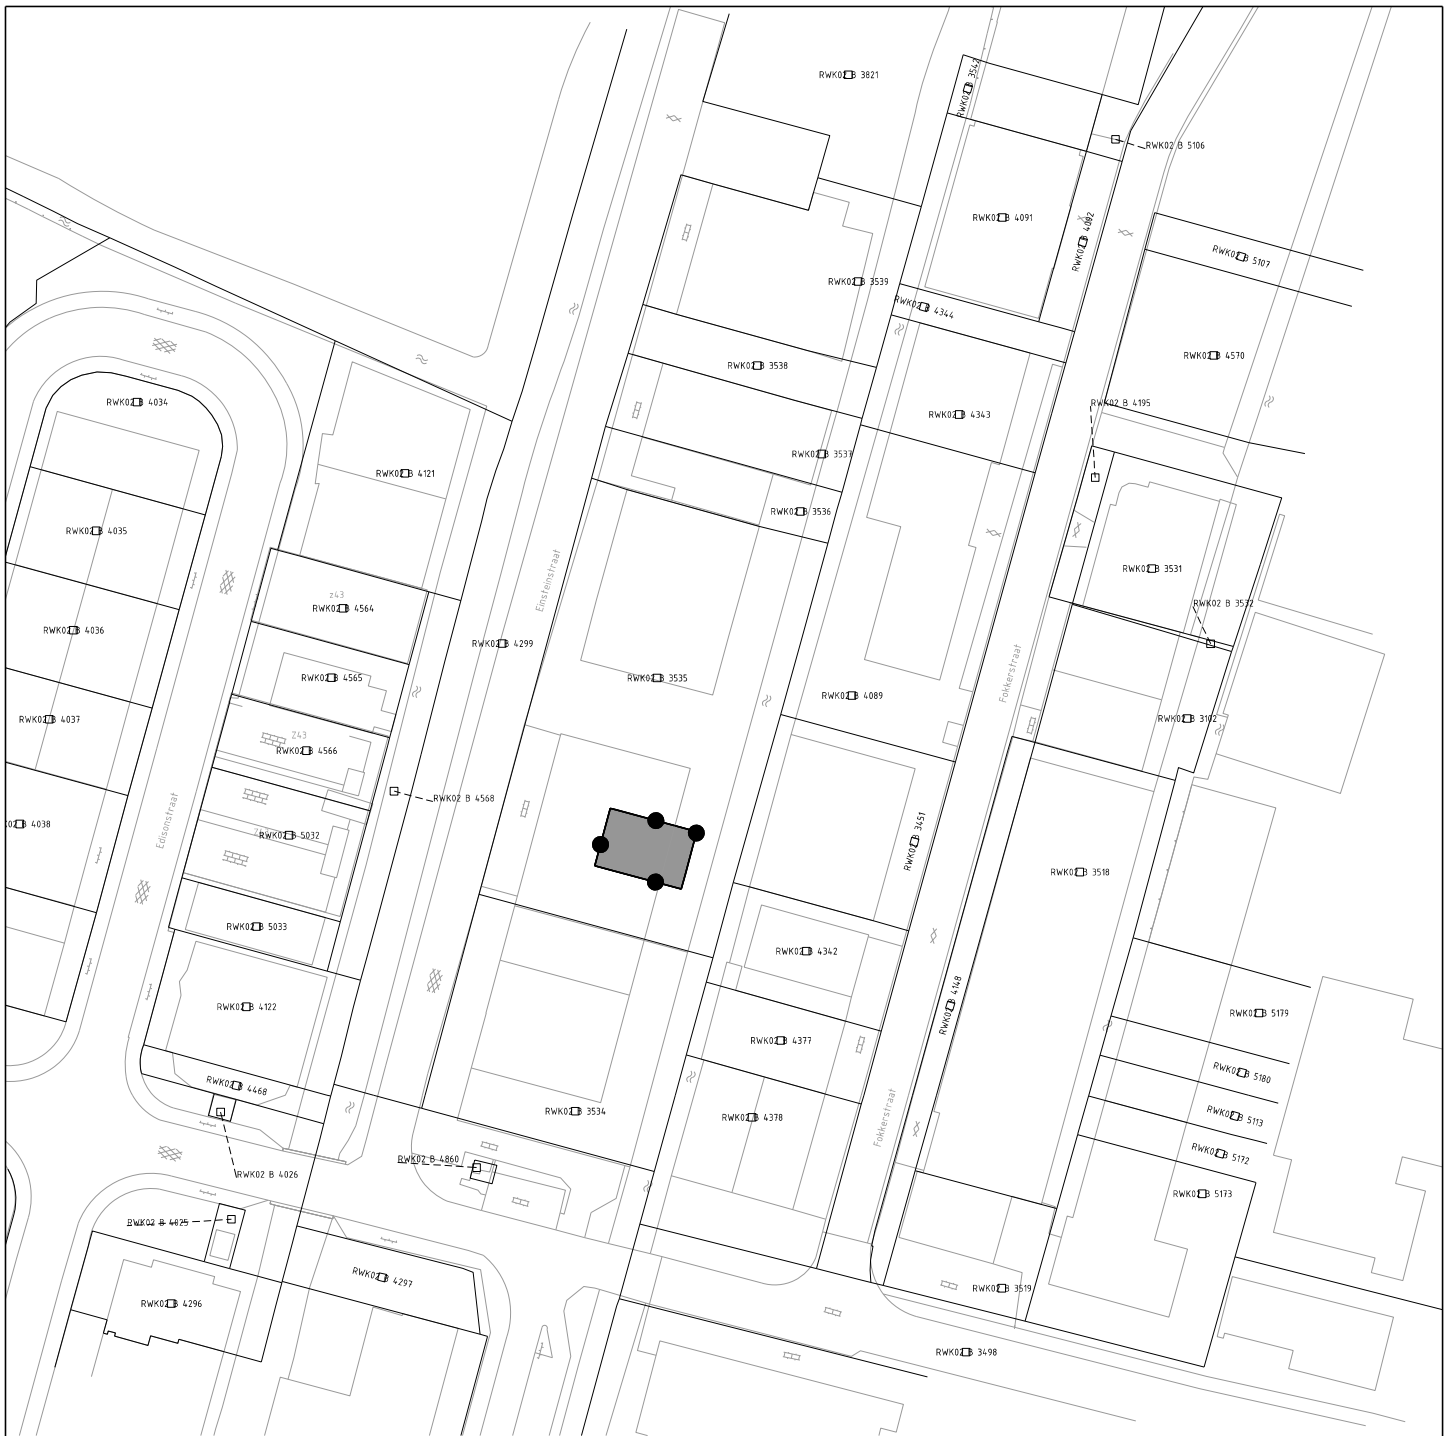 RWK02 B 3821
RWK02 B 3542
RWK02 B 5106
RWK02 B 4091
RWK02 B 4092
RWK02 B 5107
RWK02 B 3539
RWK02 B 4344
RWK02 B 4570
RWK02 B 3538
RWK02 B 4034
RWK02 B 4343
RWK02 B 4195
RWK02 B 3537
RWK02 B 4121
RWK02 B 3536
RWK02 B 4035
RWK02 B 3531
Einsteinstraat
z43
RWK02 B 4564
RWK02 B 3532
RWK02 B 4036
RWK02 B 4299
RWK02 B 4565
RWK02 B 3535
Fokkerstraat
RWK02 B 4089
RWK02 B 4037
Z43
RWK02 B 4566
RWK02 B 3102
RWK02 B 4568
Edisonstraat
02 B 4038
RWK02 B 5032
RWK02 B 3451
RWK02 B 3518
RWK02 B 5033
RWK02 B 4342
RWK02 B 4122
RWK02 B 4148
RWK02 B 5179
RWK02 B 4377
RWK02 B 5180
RWK02 B 4468
RWK02 B 3534
RWK02 B 4378
Fokkerstraat
RWK02 B 5113
RWK02 B 4860
RWK02 B 5172
RWK02 B 4026
RWK02 B 5173
RWK02 B 4025
RWK02 B 4297
RWK02 B 3519
RWK02 B 4296
RWK02 B 3498